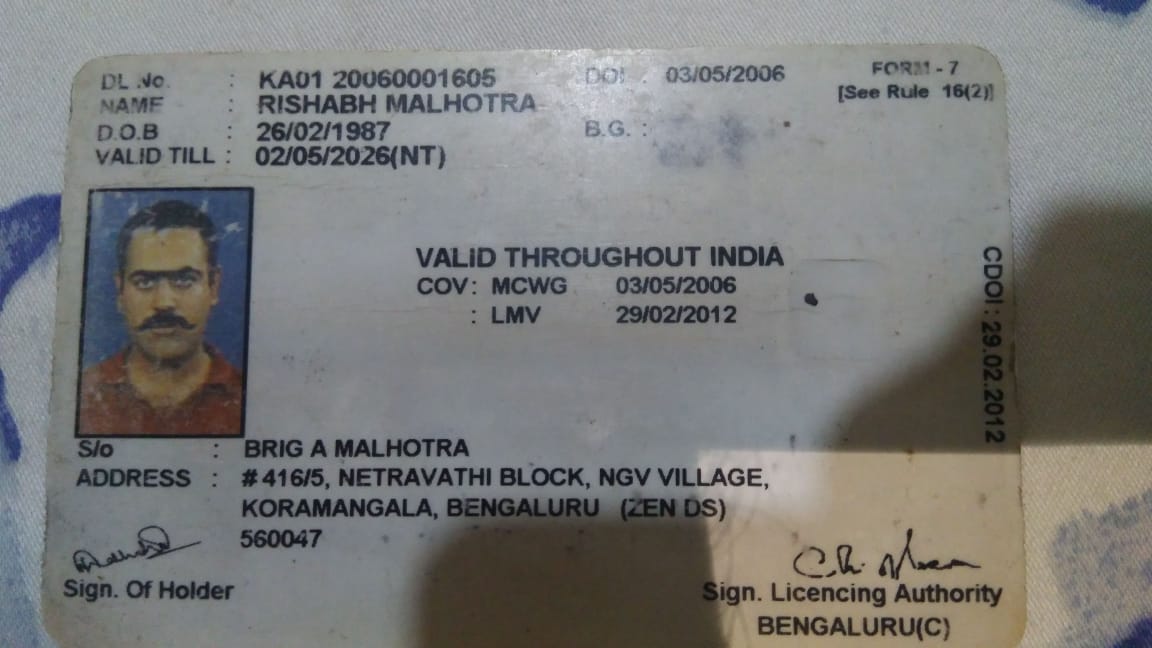 DL No. : KA01 20060001605 DOI : 03/05/2006 FORM - 7
NAME : RISHABH MALHOTRA [See Rule 16(2)]
D.O.B : 26/02/1987 B.G. :
VALID TILL : 02/05/2026(NT)
VALID THROUGHOUT INDIA
COV : MCWG 03/05/2006
: LMV 29/02/2012
CDOI : 29.02.2012
S/o : BRIG A MALHOTRA
ADDRESS : # 416/5, NETRAVATHI BLOCK, NGV VILLAGE,
KORAMANGALA, BENGALURU (ZEN DS)
560047
Sign. Of Holder
Sign. Licencing Authority
BENGALURU(C)